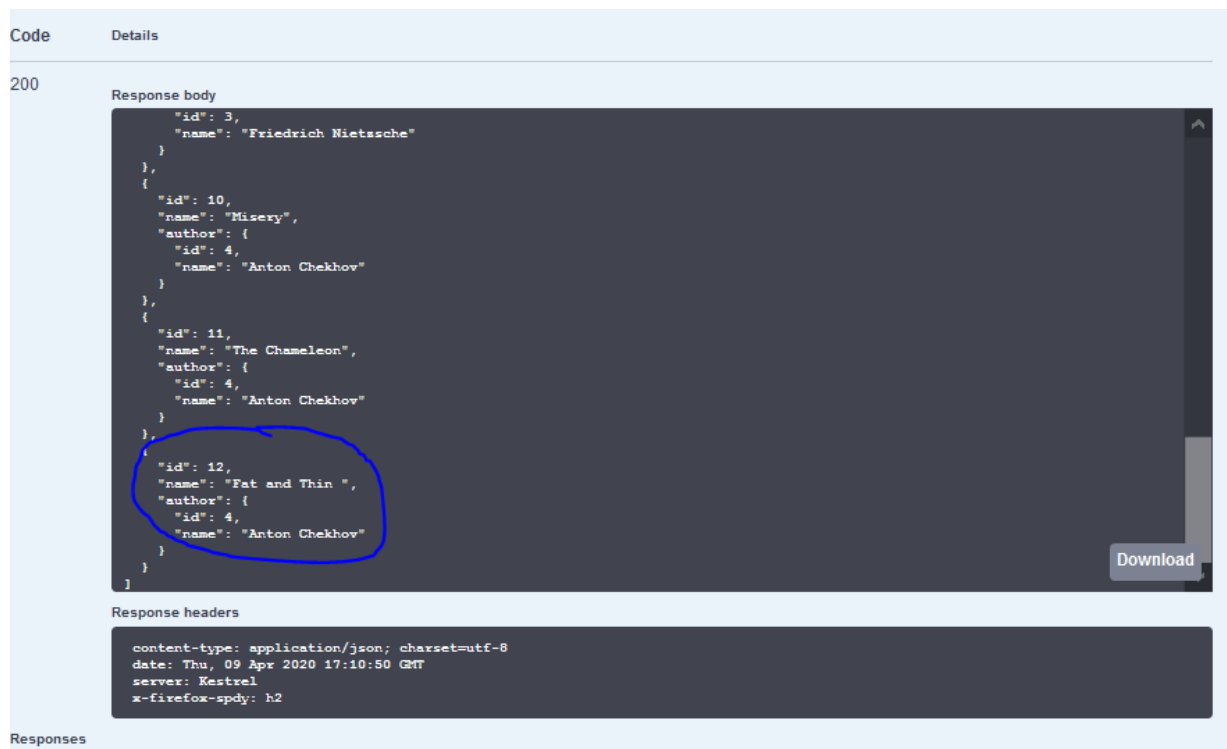 Code Details
200
Response body
"id": 3,
"name": "Friedrich Nietzsche"
}
},
{
"id": 10,
"name": "Misery",
"author": {
"id": 4,
"name": "Anton Chekhov"
}
},
{
"id": 11,
"name": "The Chameleon",
"author": {
"id": 4,
"name": "Anton Chekhov"
}
},
{
"id": 12,
"name": "Fat and Thin ",
"author": {
"id": 4,
"name": "Anton Chekhov"
}
}
]
Download
Response headers
content-type: application/json; charset=utf-8
date: Thu, 09 Apr 2020 17:10:50 GMT
server: Kestrel
x-firefox-spdy: h2
Responses